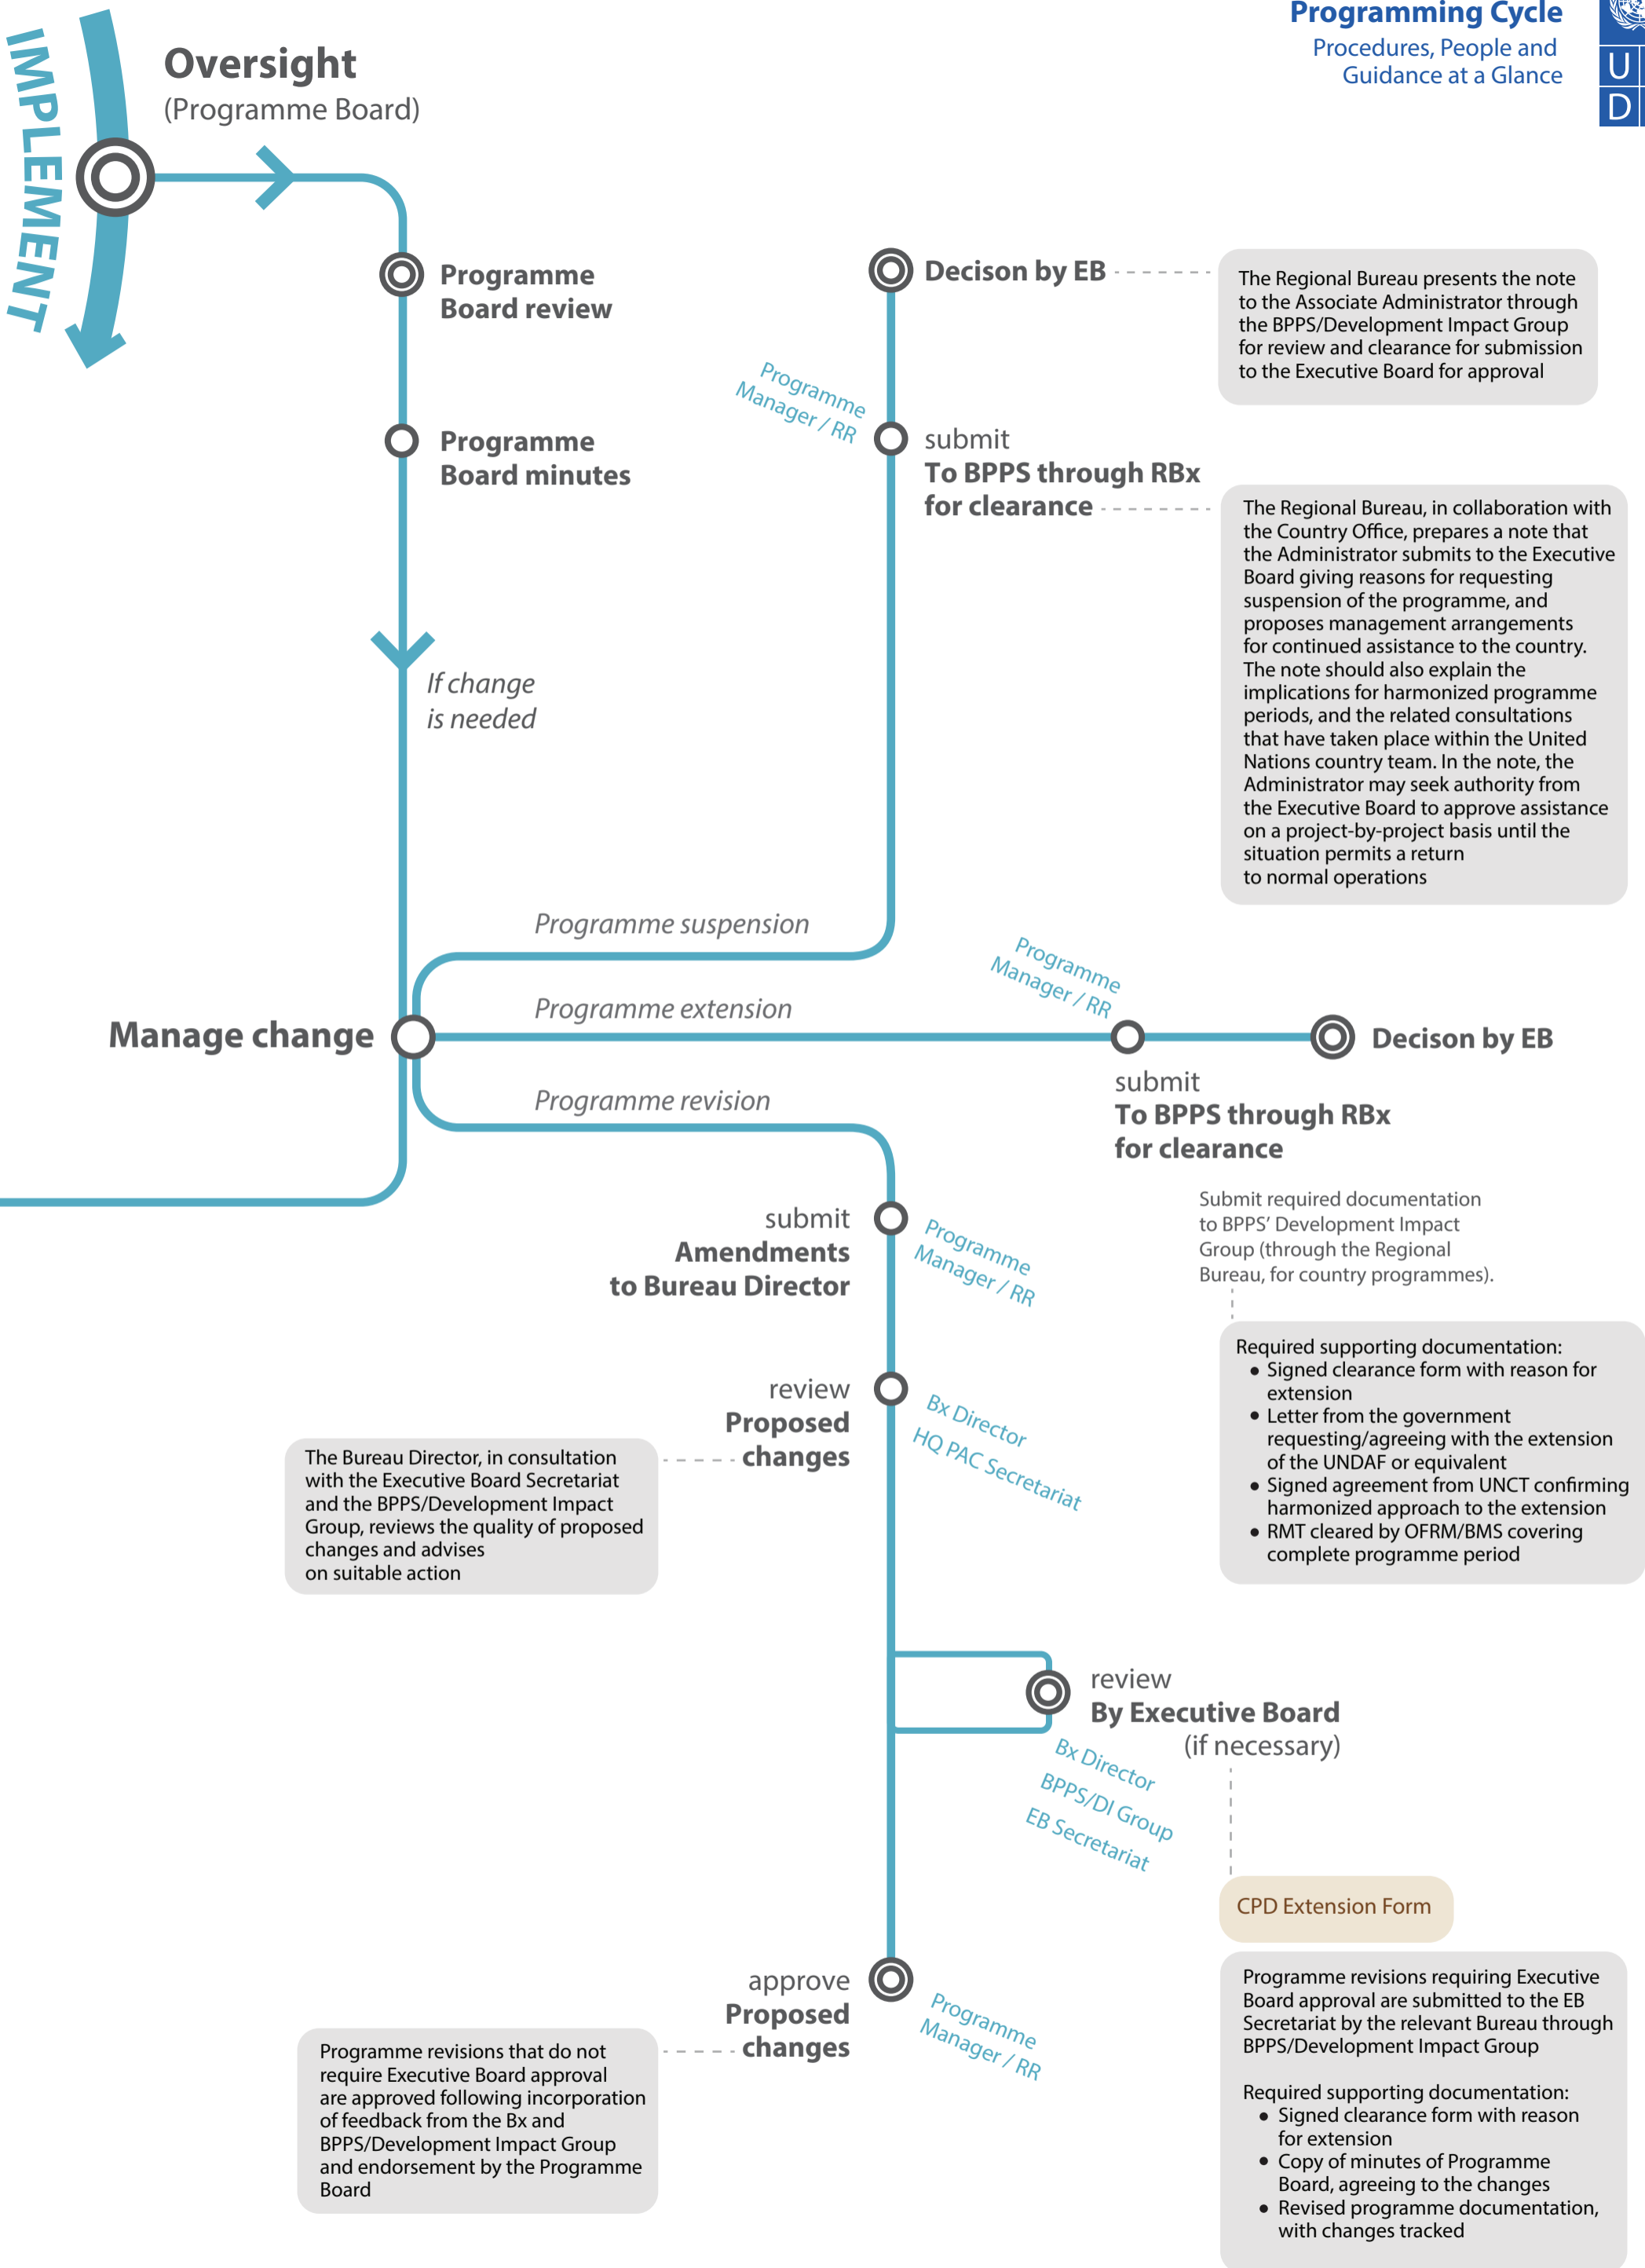 Programming Cycle
Procedures, People and
Guidance at a Glance
U
D
IMPLEMENT
Oversight
(Programme Board)
Programme
Board review
Programme
Board minutes
If change
is needed
Decison by EB
The Regional Bureau presents the note
to the Associate Administrator through
the BPPS/Development Impact Group
for review and clearance for submission
to the Executive Board for approval
Programme
Manager / RR
submit
To BPPS through RBx
for clearance
The Regional Bureau, in collaboration with
the Country Office, prepares a note that
the Administrator submits to the Executive
Board giving reasons for requesting
suspension of the programme, and
proposes management arrangements
for continued assistance to the country.
The note should also explain the
implications for harmonized programme
periods, and the related consultations
that have taken place within the United
Nations country team. In the note, the
Administrator may seek authority from
the Executive Board to approve assistance
on a project-by-project basis until the
situation permits a return
to normal operations
Programme suspension
Manage change
Programme extension
Programme
Manager / RR
Decison by EB
submit
To BPPS through RBx
for clearance
Submit required documentation
to BPPS’ Development Impact
Group (through the Regional
Bureau, for country programmes).
Required supporting documentation:
• Signed clearance form with reason for
extension
• Letter from the government
requesting/agreeing with the extension
of the UNDAF or equivalent
• Signed agreement from UNCT confirming
harmonized approach to the extension
• RMT cleared by OFRM/BMS covering
complete programme period
Programme revision
submit
Amendments
to Bureau Director
Programme
Manager / RR
review
Proposed
changes
Bx Director
HQ PAC Secretariat
The Bureau Director, in consultation
with the Executive Board Secretariat
and the BPPS/Development Impact
Group, reviews the quality of proposed
changes and advises
on suitable action
review
By Executive Board
(if necessary)
Bx Director
BPPS/DI Group
EB Secretariat
CPD Extension Form
Programme revisions requiring Executive
Board approval are submitted to the EB
Secretariat by the relevant Bureau through
BPPS/Development Impact Group
Required supporting documentation:
• Signed clearance form with reason
for extension
• Copy of minutes of Programme
Board, agreeing to the changes
• Revised programme documentation,
with changes tracked
approve
Proposed
changes
Programme
Manager / RR
Programme revisions that do not
require Executive Board approval
are approved following incorporation
of feedback from the Bx and
BPPS/Development Impact Group
and endorsement by the Programme
Board